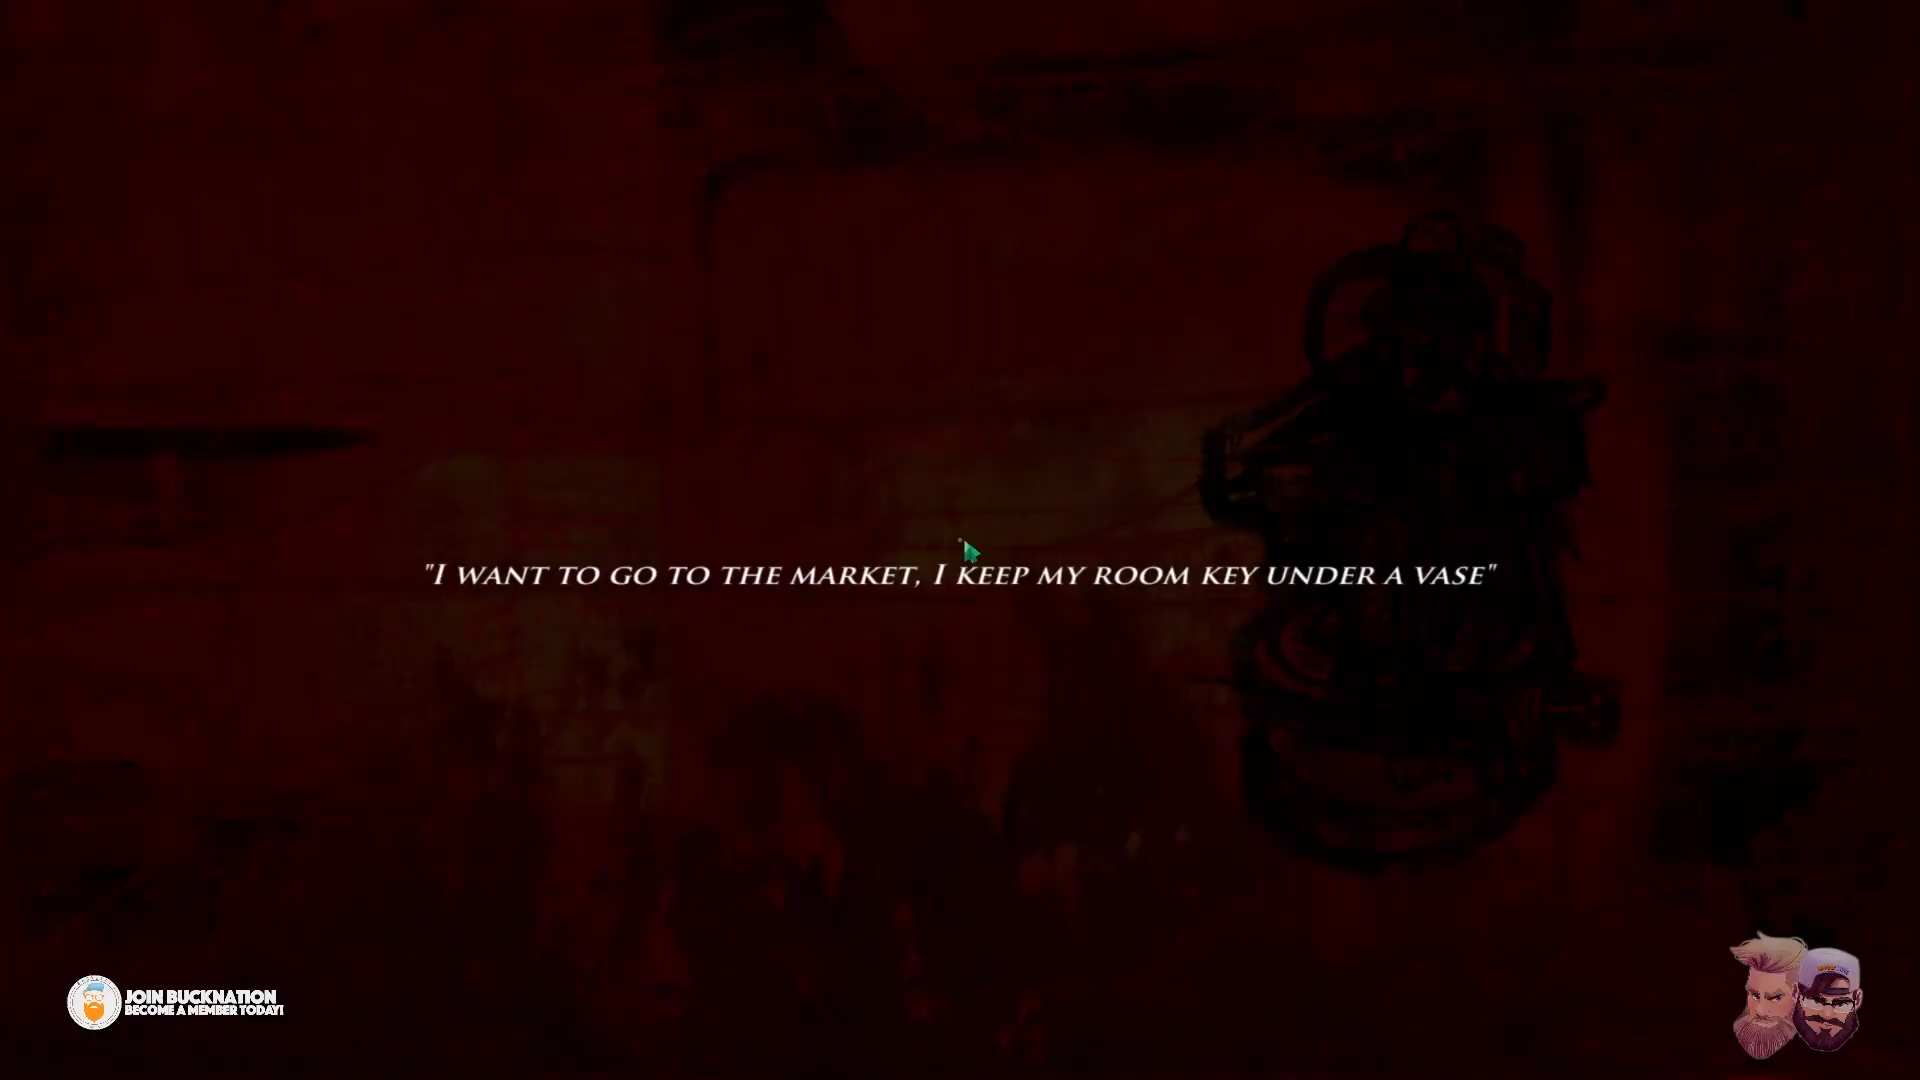 "I WANT TO GO TO THE MARKET, I KEEP MY ROOM KEY UNDER A VASE"
JOIN BUCKNATION
BECOME A MEMBER TODAY!